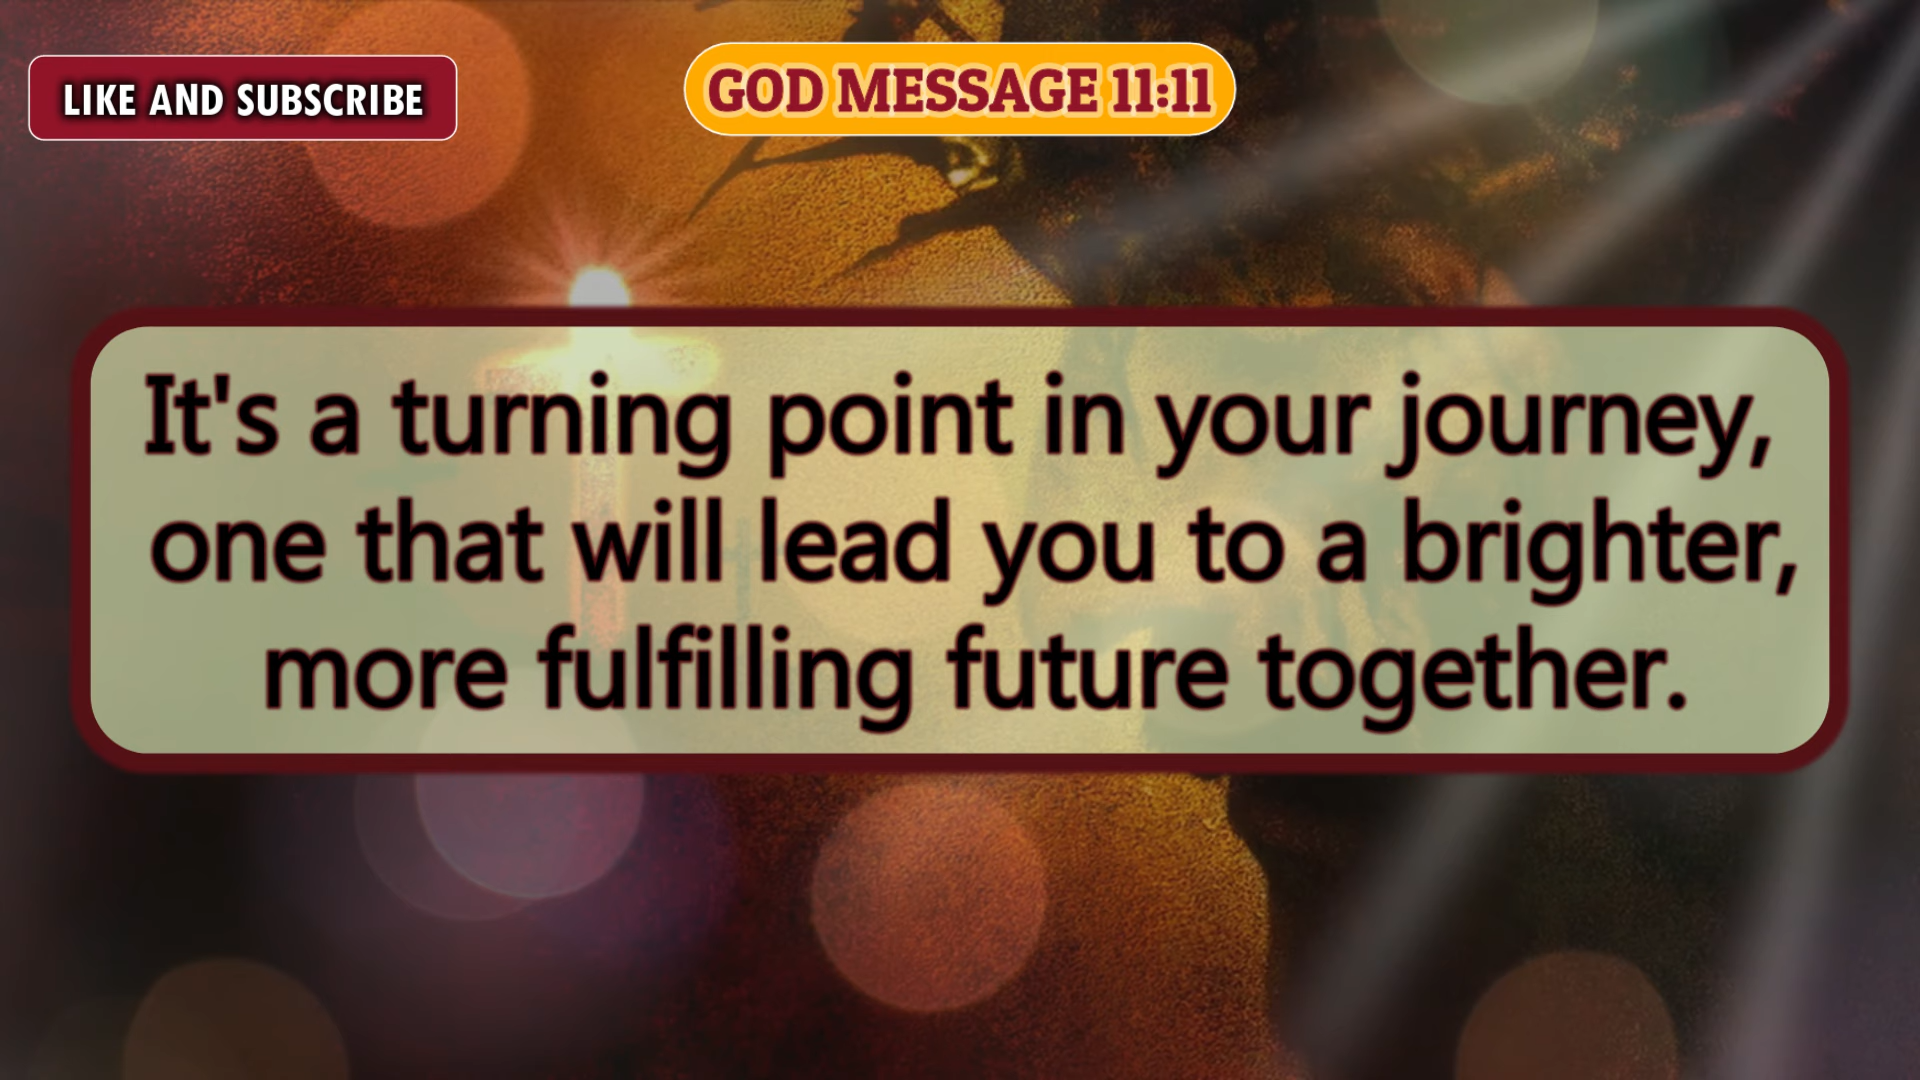 LIKE AND SUBSCRIBE
GOD MESSAGE 11:11
It's a turning point in your journey,
one that will lead you to a brighter,
more fulfilling future together.